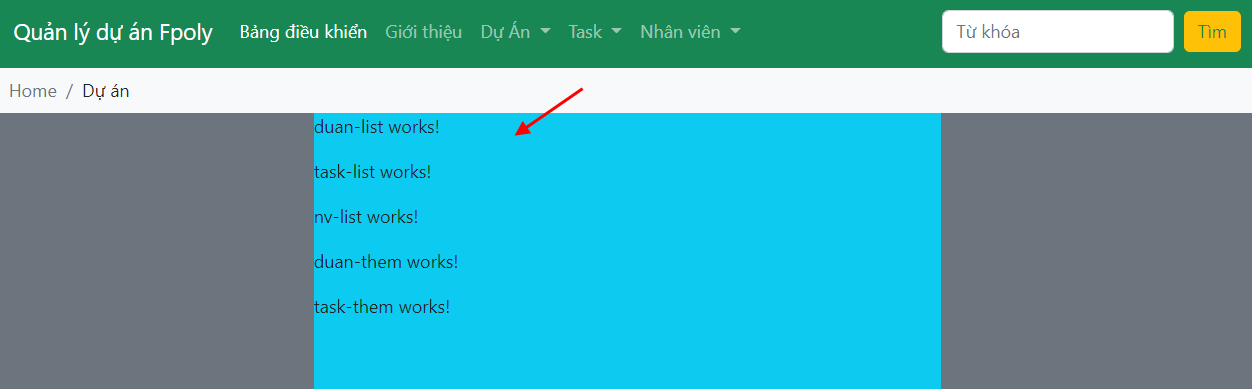 Quản lý dự án Fpoly Bảng điều khiển Giới thiệu Dự Án Task Nhân viên Từ khóa Tìm
Home / Dự án
duan-list works!
task-list works!
nv-list works!
duan-them works!
task-them works!